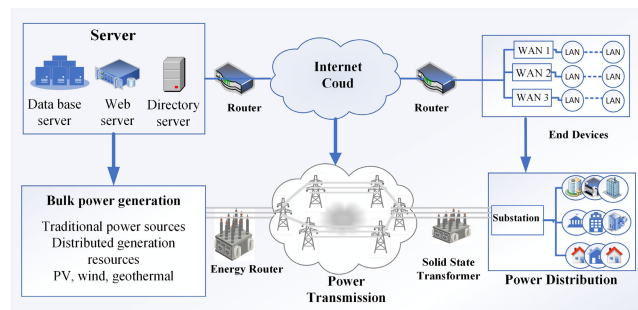 Server
Data base
server
Web
server
Directory
server
Router
Internet
Coud
Router
WAN 1
LAN
LAN
WAN 2
LAN
LAN
WAN 3
LAN
LAN
End Devices
Bulk power generation
Traditional power sources
Distributed generation
resources
PV, wind, geothermal
Energy Router
Power
Transmission
Solid State
Transformer
Substation
Power Distribution